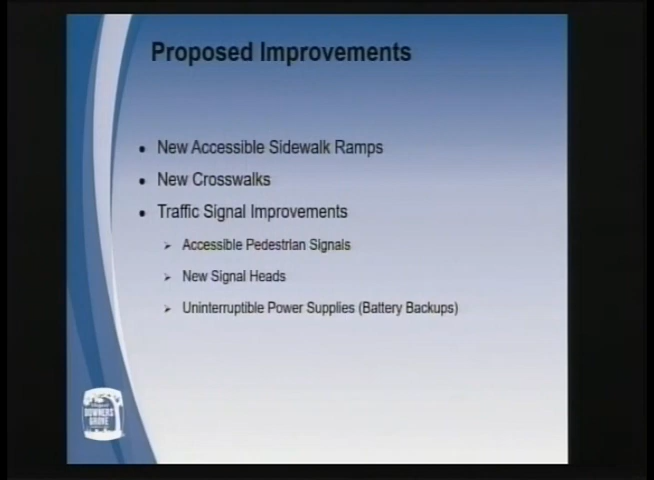 Proposed Improvements
• New Accessible Sidewalk Ramps
• New Crosswalks
• Traffic Signal Improvements
➢ Accessible Pedestrian Signals
➢ New Signal Heads
➢ Uninterruptible Power Supplies (Battery Backups)
DOWNERS
GROVE